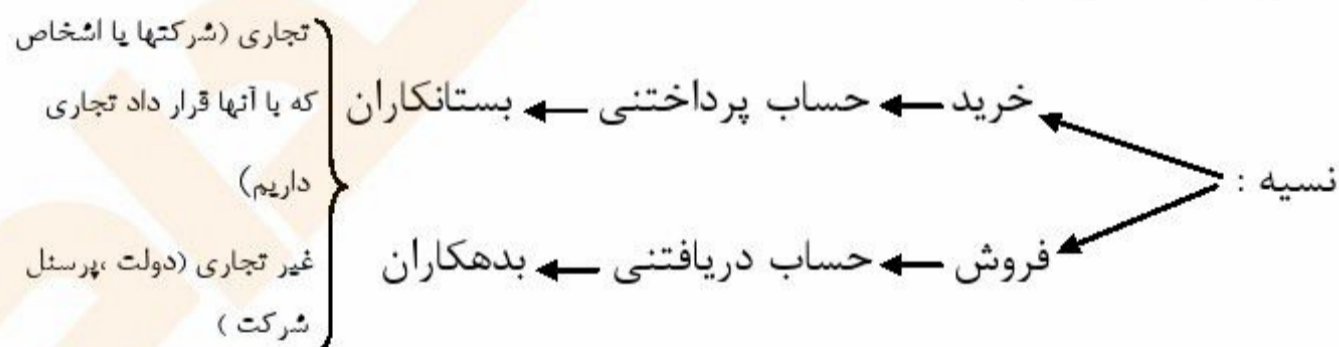 نسیه :
خرید ← حساب پرداختنی ← بستانکاران
فروش ← حساب دریافتنی ← بدهکاران
تجاری (شرکتها یا اشخاص
که با آنها قرار داد تجاری
داریم)
غیر تجاری (دولت ،پرسنل
شرکت )